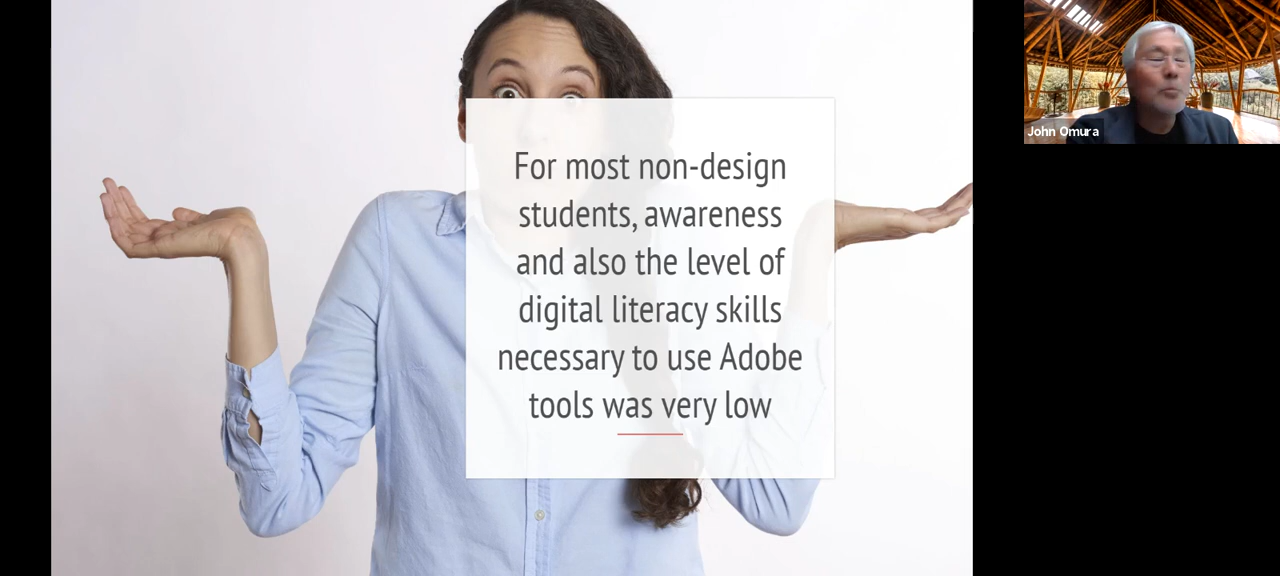 For most non-design
students, awareness
and also the level of
digital literacy skills
necessary to use Adobe
tools was very low
John Omura